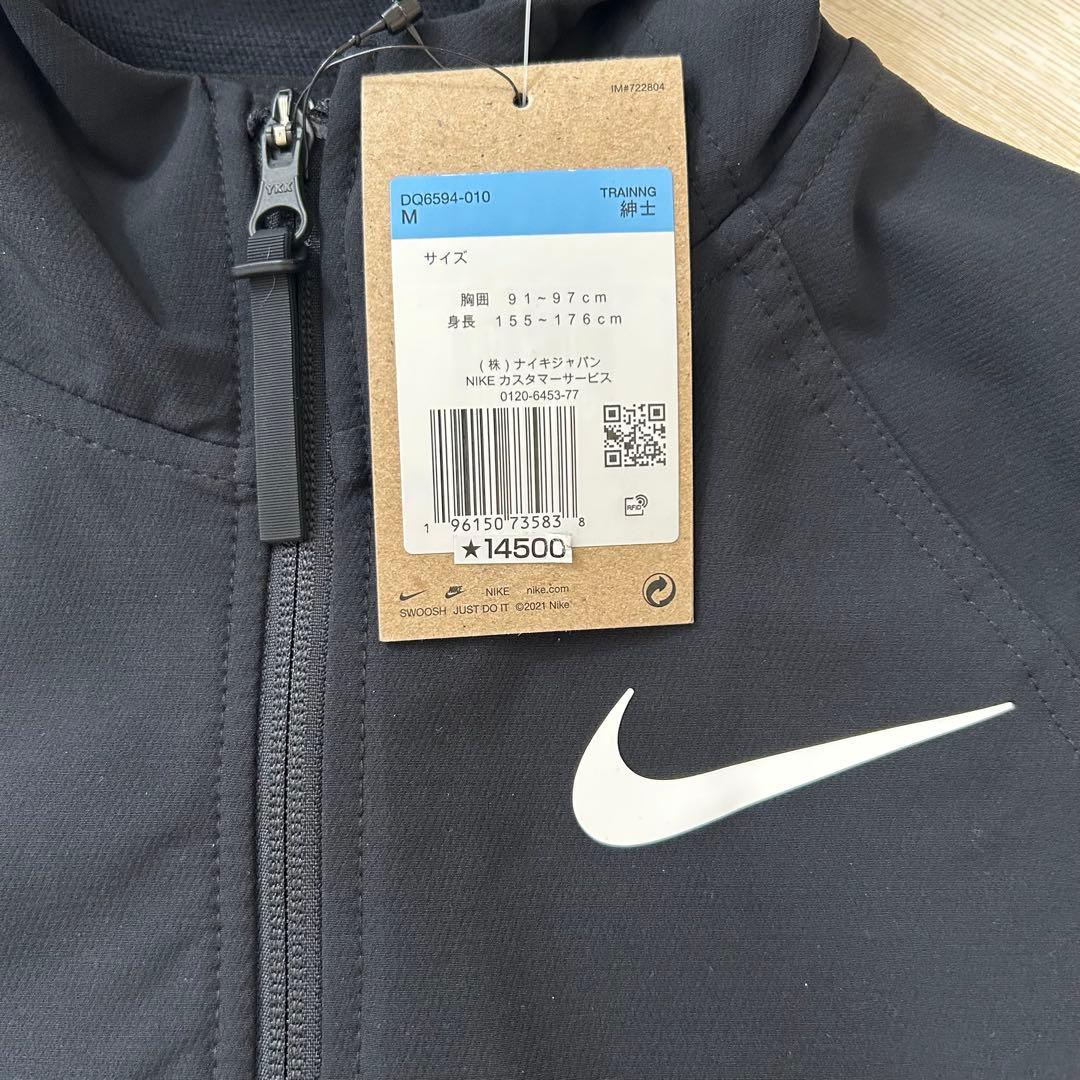 YKK
IM#722804
DQ6594-010
M
TRAINNG
紳士
サイズ
胸囲 91~97cm
身長 155~176cm
(株)ナイキジャパン
NIKE カスタマーサービス
0120-6453-77
RFID
1 96150 73583 8
★14500
NIKE nike.com
SWOOSH JUST DO IT ©2021 Nike